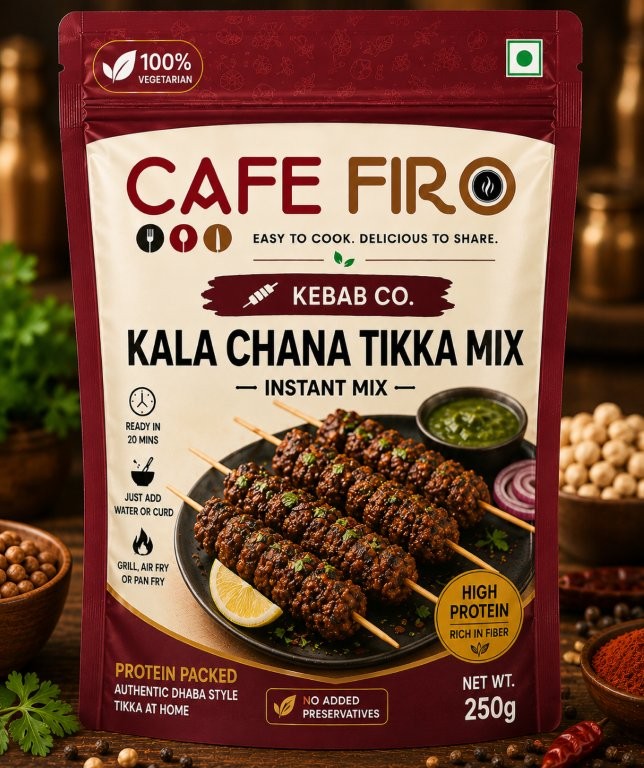 100%
VEGETARIAN
CAFE FIRO
EASY TO COOK. DELICIOUS TO SHARE.
KEBAB CO.
KALA CHANA TIKKA MIX
— INSTANT MIX —
READY IN
20 MINS
JUST ADD
WATER OR CURD
GRILL, AIR FRY
OR PAN FRY
HIGH
PROTEIN
RICH IN FIBER
PROTEIN PACKED
AUTHENTIC DHABA STYLE
TIKKA AT HOME
NO ADDED
PRESERVATIVES
NET WT.
250g